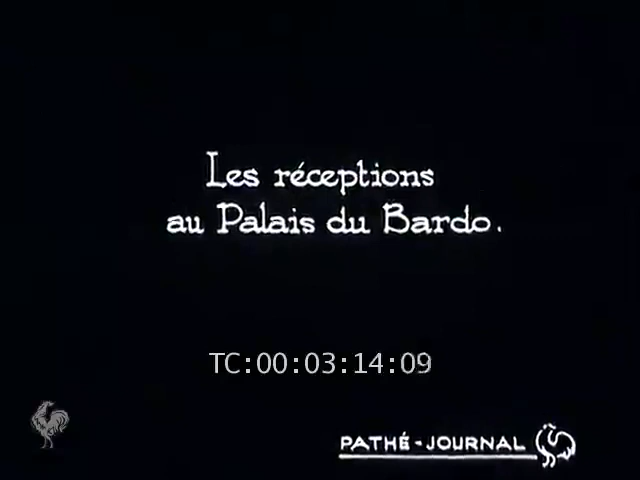 Les réceptions
au Palais du Bardo.
TC:00:03:14:09
PATHÉ-JOURNAL